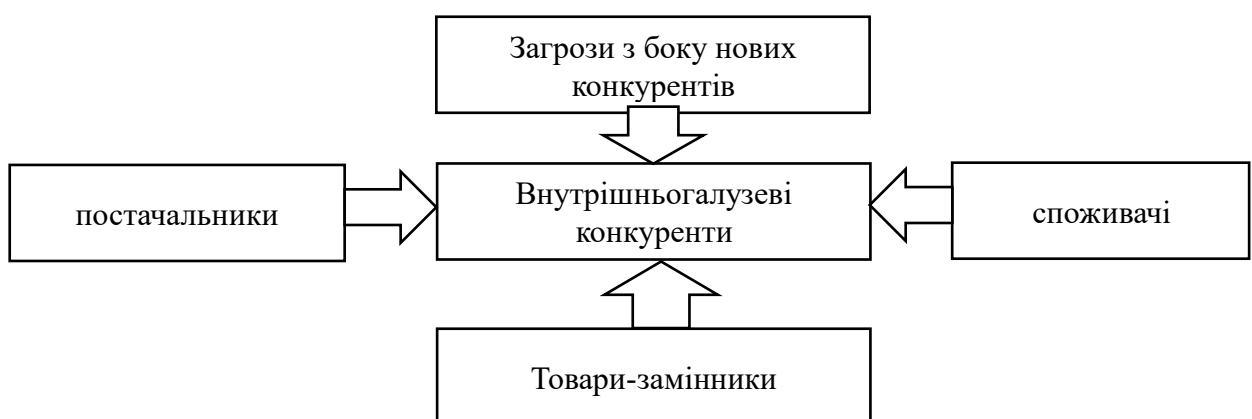 Загрози з боку нових
конкурентів
постачальники
Внутрішньогалузеві
конкуренти
споживачі
Товари-замінники